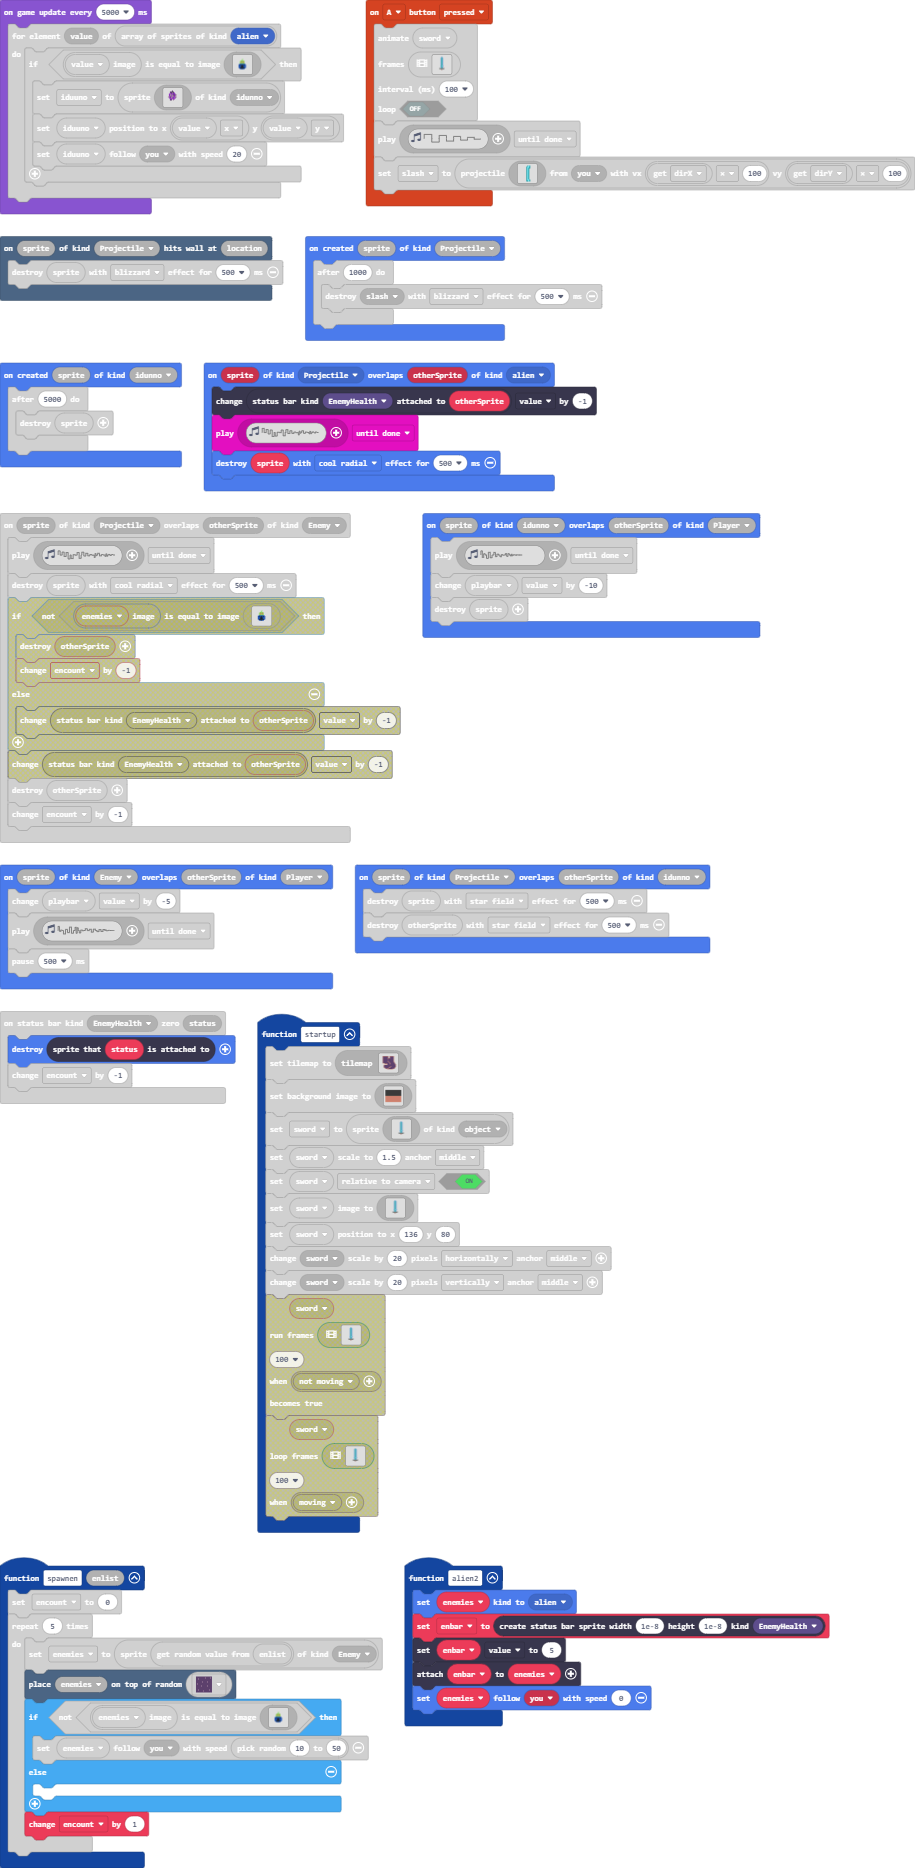 on game update every 5000 ms
for element value of array of sprites of kind alien
do
if value image is equal to image then
set iduuno to sprite of kind idunno
set iduuno position to x value x y value y
set iduuno follow you with speed 20
on A button pressed
animate sword
frames
interval (ms) 100
loop OFF
play until done
set slash to projectile from you with vx get dirX × 100 vy get dirY × 100
on sprite of kind Projectile hits wall at location
destroy sprite with blizzard effect for 500 ms
on created sprite of kind Projectile
after 1000 do
destroy slash with blizzard effect for 500 ms
on created sprite of kind idunno
after 5000 do
destroy sprite
on sprite of kind Projectile overlaps otherSprite of kind alien
change status bar kind EnemyHealth attached to otherSprite value by -1
play until done
destroy sprite with cool radial effect for 500 ms
on sprite of kind Projectile overlaps otherSprite of kind Enemy
play until done
destroy sprite with cool radial effect for 500 ms
if not enemies image is equal to image then
destroy otherSprite
change encount by -1
else
change status bar kind EnemyHealth attached to otherSprite value by -1
change status bar kind EnemyHealth attached to otherSprite value by -1
destroy otherSprite
change encount by -1
on sprite of kind idunno overlaps otherSprite of kind Player
play until done
change playbar value by -10
destroy sprite
on sprite of kind Enemy overlaps otherSprite of kind Player
change playbar value by -5
play until done
pause 500 ms
on sprite of kind Projectile overlaps otherSprite of kind idunno
destroy sprite with star field effect for 500 ms
destroy otherSprite with star field effect for 500 ms
on status bar kind EnemyHealth zero status
destroy sprite that status is attached to
change encount by -1
function startup
set tilemap to tilemap
set background image to
set sword to sprite of kind object
set sword scale to 1.5 anchor middle
set sword relative to camera ON
set sword image to
set sword position to x 136 y 80
change sword scale by 20 pixels horizontally anchor middle
change sword scale by 20 pixels vertically anchor middle
sword
run frames
100
when not moving
becomes true
sword
loop frames
100
when moving
function spawnen enlist
set encount to 0
repeat 5 times
do
set enemies to sprite get random value from enlist of kind Enemy
place enemies on top of random
if not enemies image is equal to image then
set enemies follow you with speed pick random 10 to 50
else
change encount by 1
function alien2
set enemies kind to alien
set enbar to create status bar sprite width 1e-8 height 1e-8 kind EnemyHealth
set enbar value to 5
attach enbar to enemies
set enemies follow you with speed 0